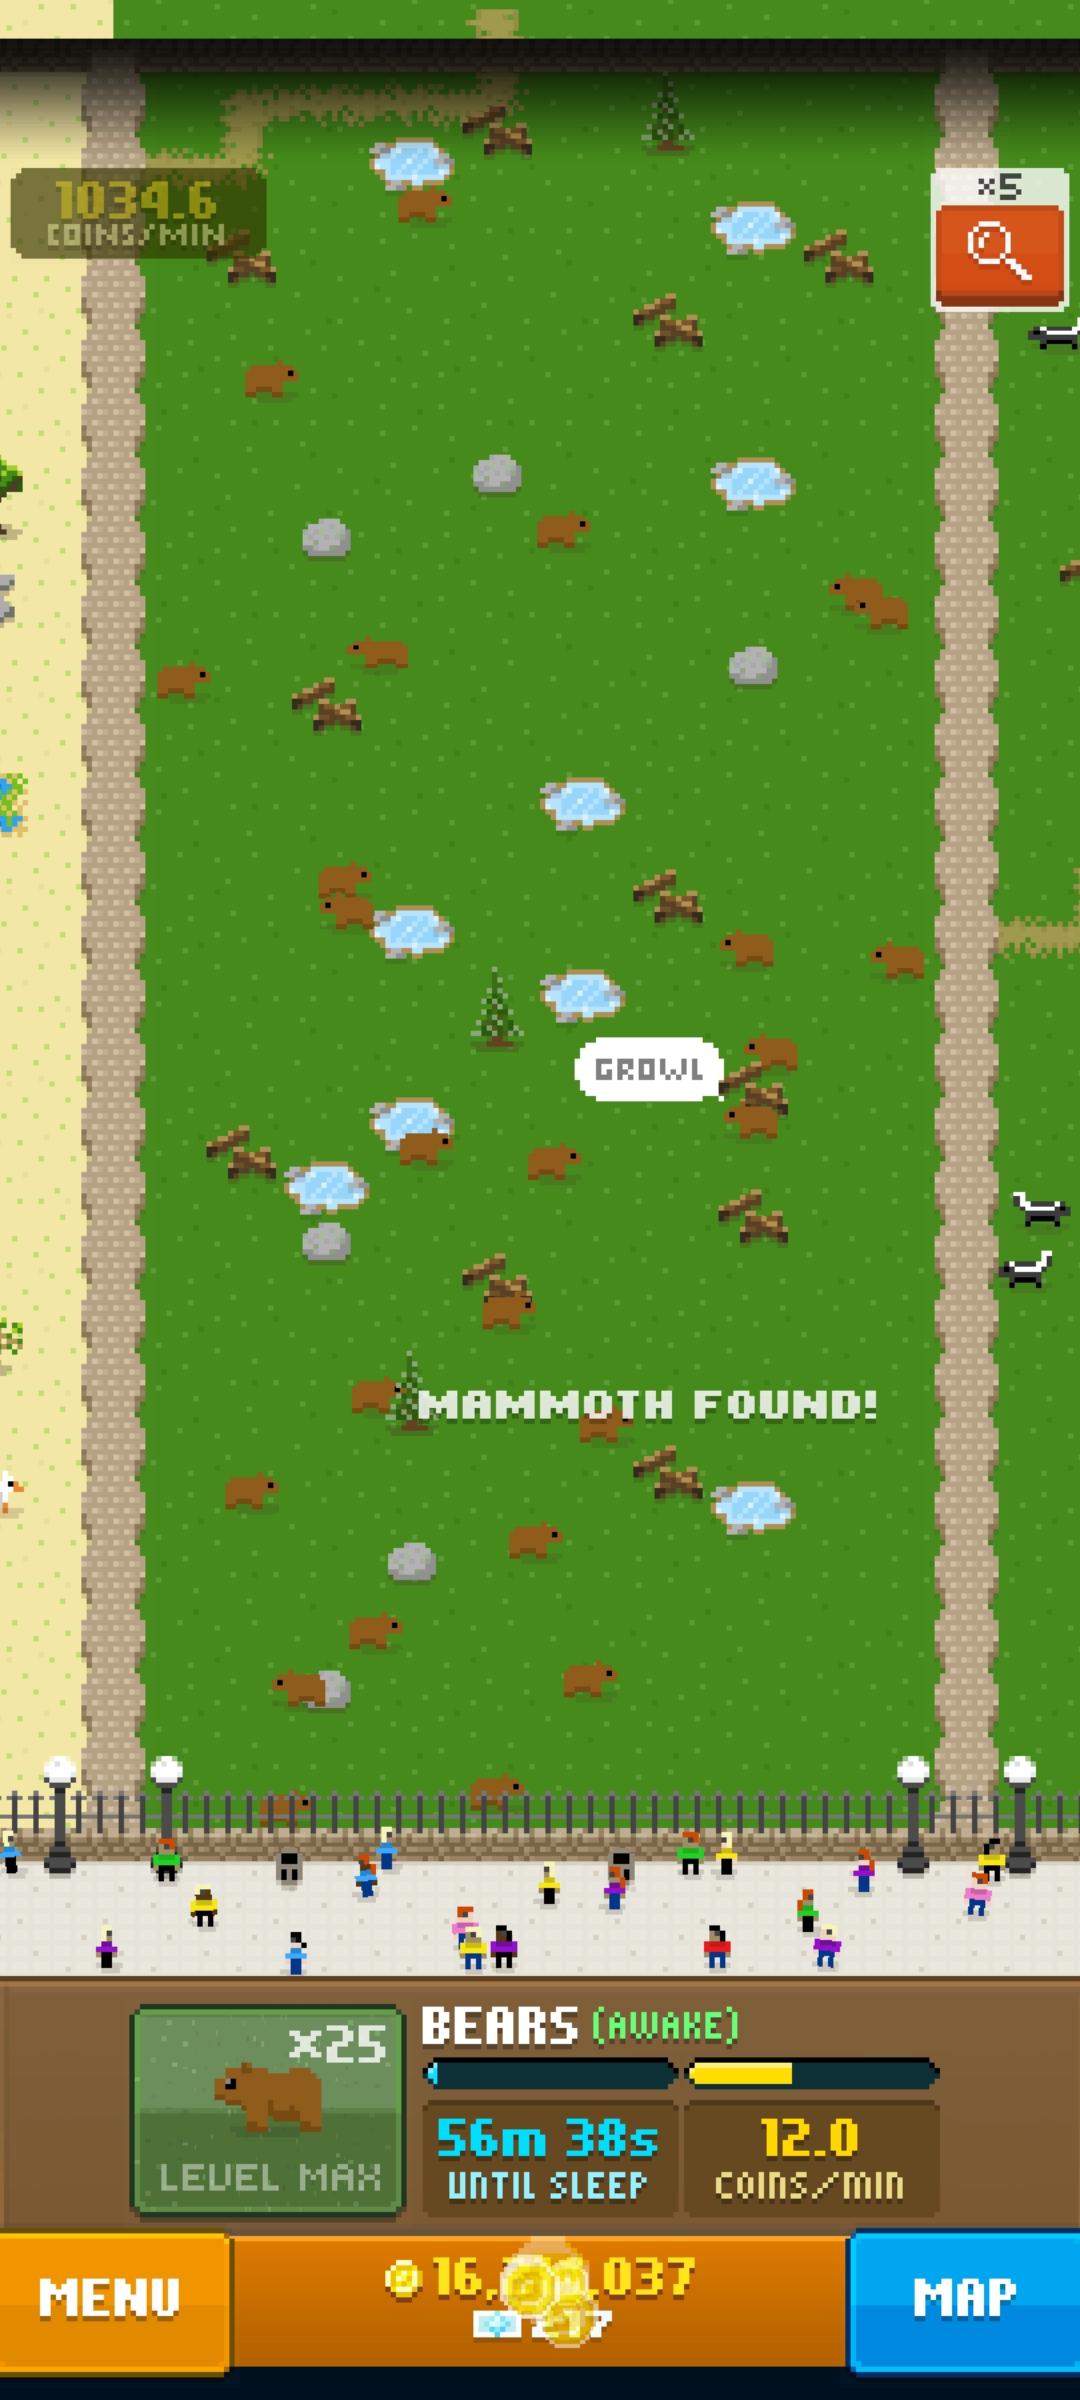 1034.6
COINS/MIN
x5
GROWL
MAMMOTH FOUND!
x25
LEVEL MAX
BEARS (AWAKE)
56m 38s
UNTIL SLEEP
12.0
COINS/MIN
MENU
MAP